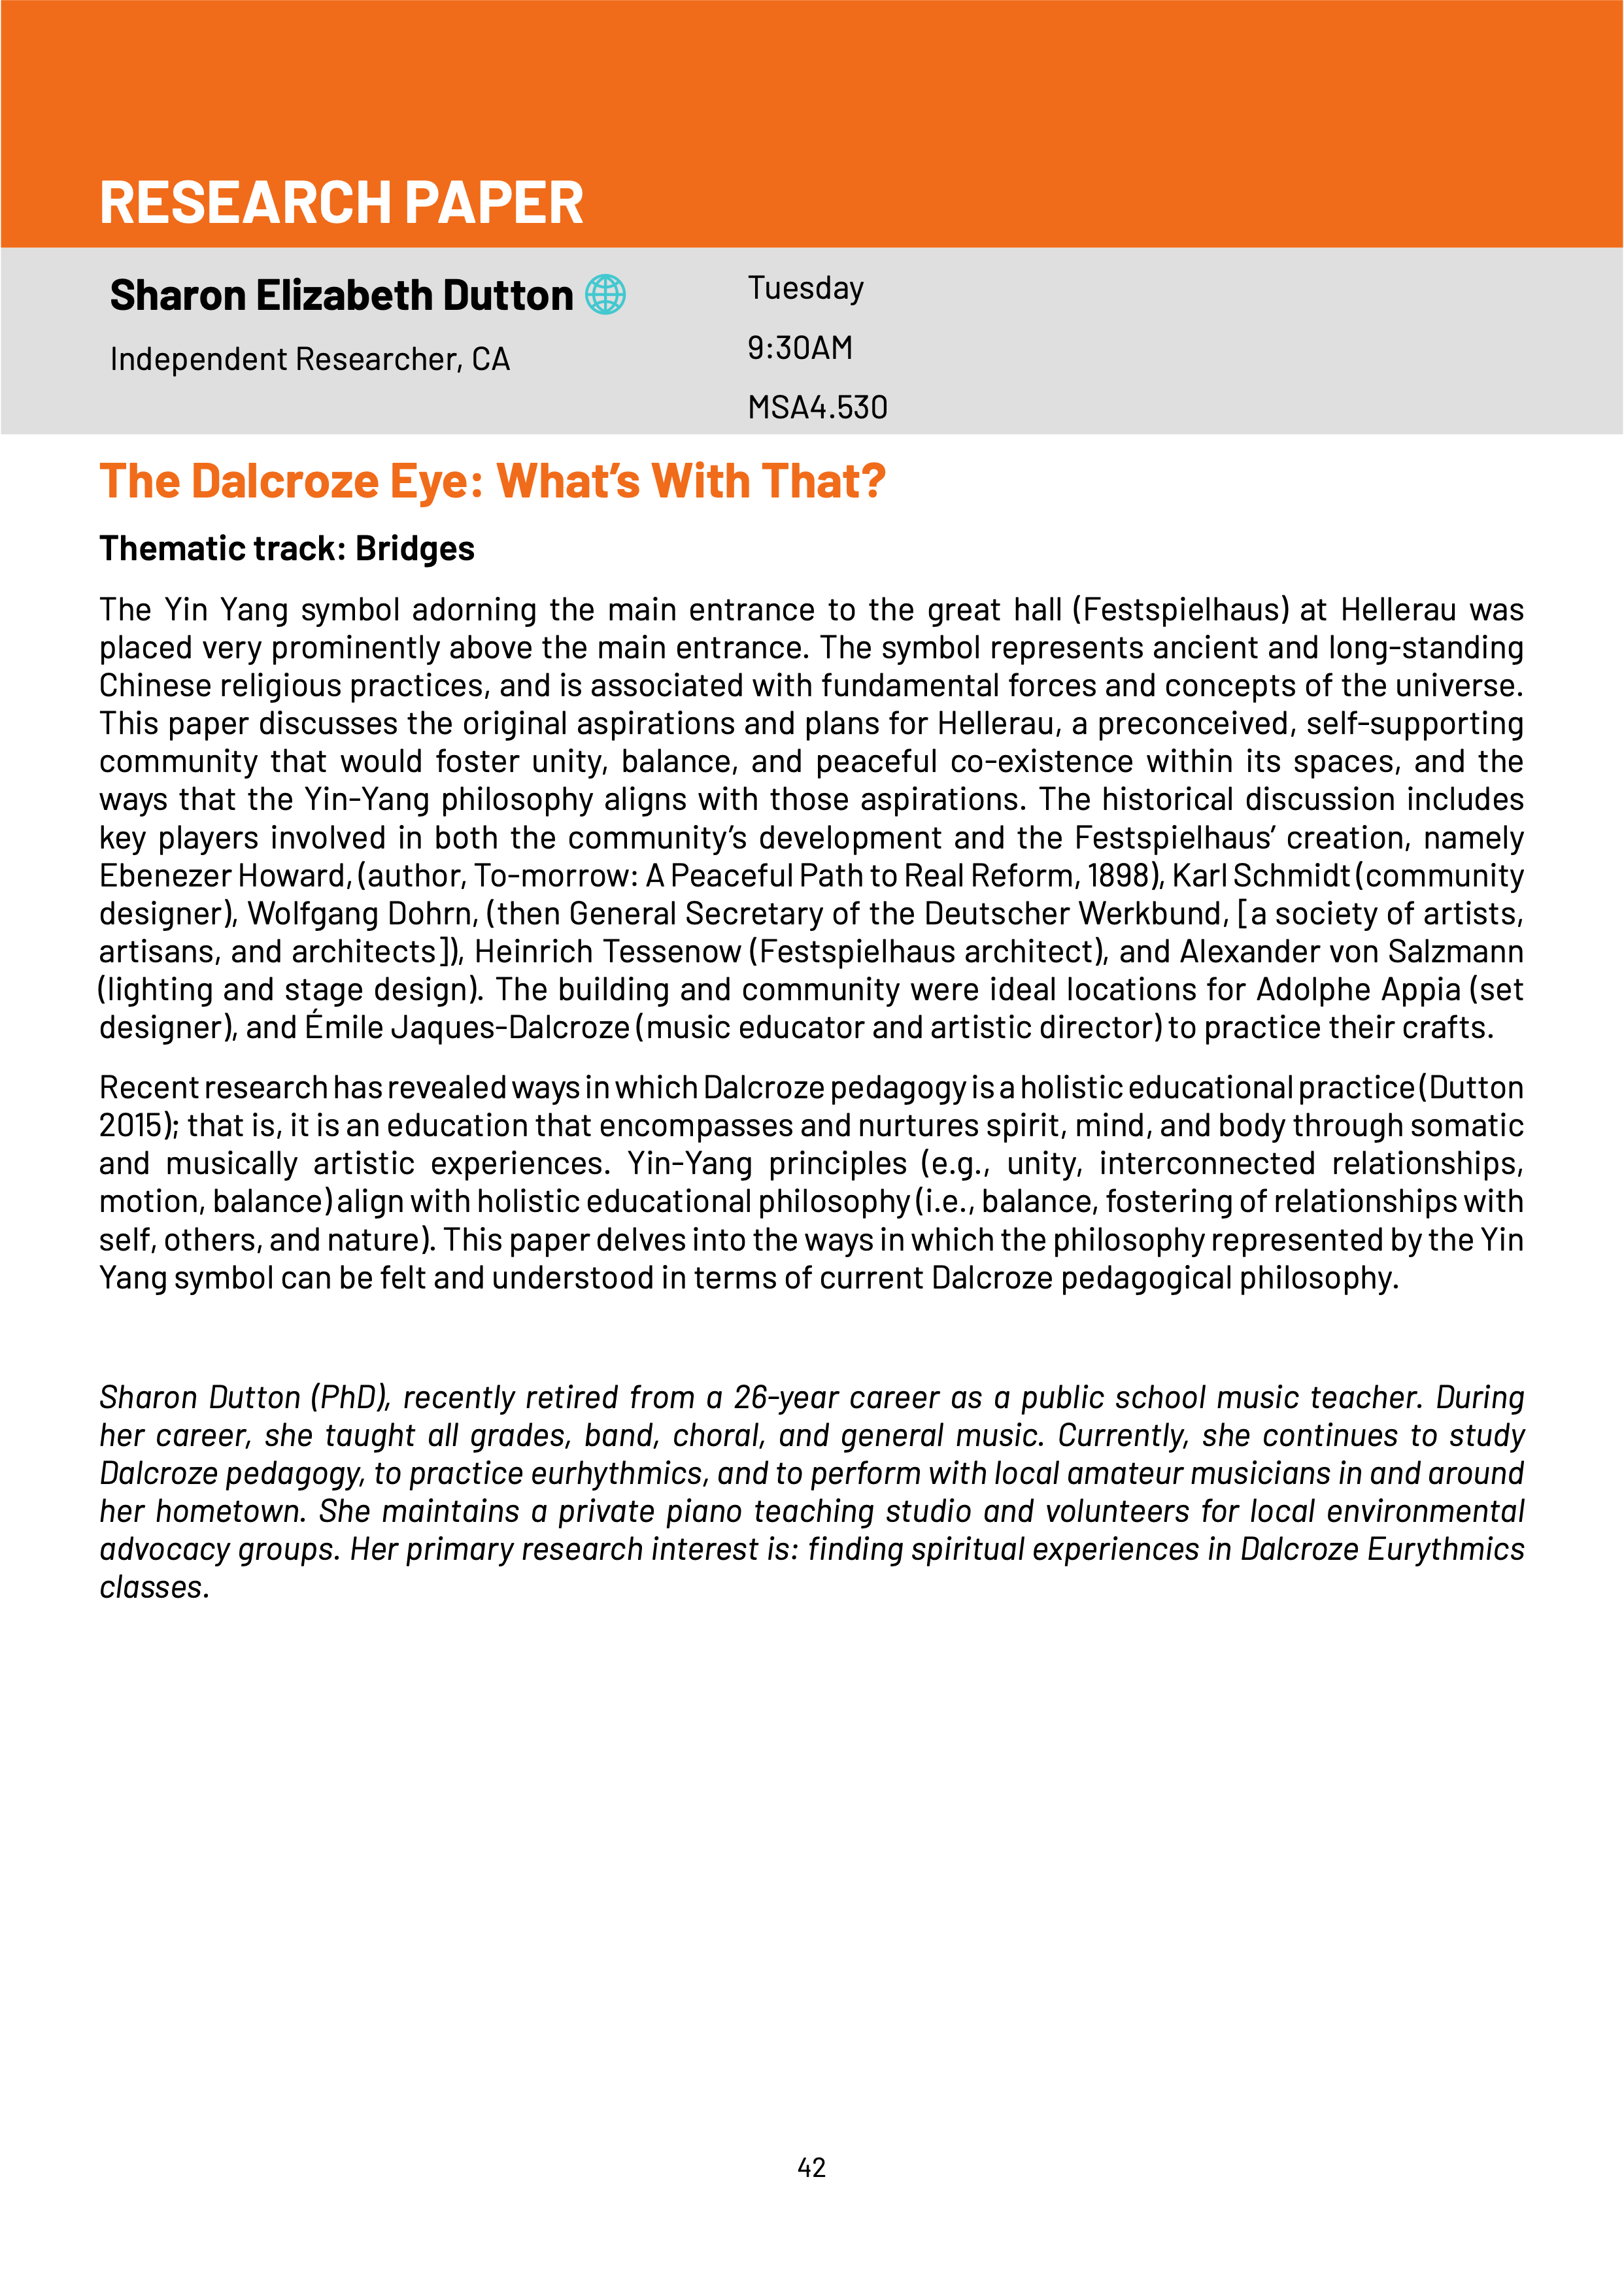 RESEARCH PAPER
Sharon Elizabeth Dutton
Independent Researcher, CA
Tuesday
9:30AM
MSA4.530
The Dalcroze Eye: What’s With That?
Thematic track: Bridges
The Yin Yang symbol adorning the main entrance to the great hall (Festspielhaus) at Hellerau was
placed very prominently above the main entrance. The symbol represents ancient and long-standing
Chinese religious practices, and is associated with fundamental forces and concepts of the universe.
This paper discusses the original aspirations and plans for Hellerau, a preconceived, self-supporting
community that would foster unity, balance, and peaceful co-existence within its spaces, and the
ways that the Yin-Yang philosophy aligns with those aspirations. The historical discussion includes
key players involved in both the community’s development and the Festspielhaus’ creation, namely
Ebenezer Howard, (author, To-morrow: A Peaceful Path to Real Reform, 1898), Karl Schmidt (community
designer), Wolfgang Dohrn, (then General Secretary of the Deutscher Werkbund, [a society of artists,
artisans, and architects]), Heinrich Tessenow (Festspielhaus architect), and Alexander von Salzmann
(lighting and stage design). The building and community were ideal locations for Adolphe Appia (set
designer), and Émile Jaques-Dalcroze (music educator and artistic director) to practice their crafts.
Recent research has revealed ways in which Dalcroze pedagogy is a holistic educational practice (Dutton
2015); that is, it is an education that encompasses and nurtures spirit, mind, and body through somatic
and musically artistic experiences. Yin-Yang principles (e.g., unity, interconnected relationships,
motion, balance) align with holistic educational philosophy (i.e., balance, fostering of relationships with
self, others, and nature). This paper delves into the ways in which the philosophy represented by the Yin
Yang symbol can be felt and understood in terms of current Dalcroze pedagogical philosophy.
Sharon Dutton (PhD), recently retired from a 26-year career as a public school music teacher. During
her career, she taught all grades, band, choral, and general music. Currently, she continues to study
Dalcroze pedagogy, to practice eurhythmics, and to perform with local amateur musicians in and around
her hometown. She maintains a private piano teaching studio and volunteers for local environmental
advocacy groups. Her primary research interest is: finding spiritual experiences in Dalcroze Eurythmics
classes.
42